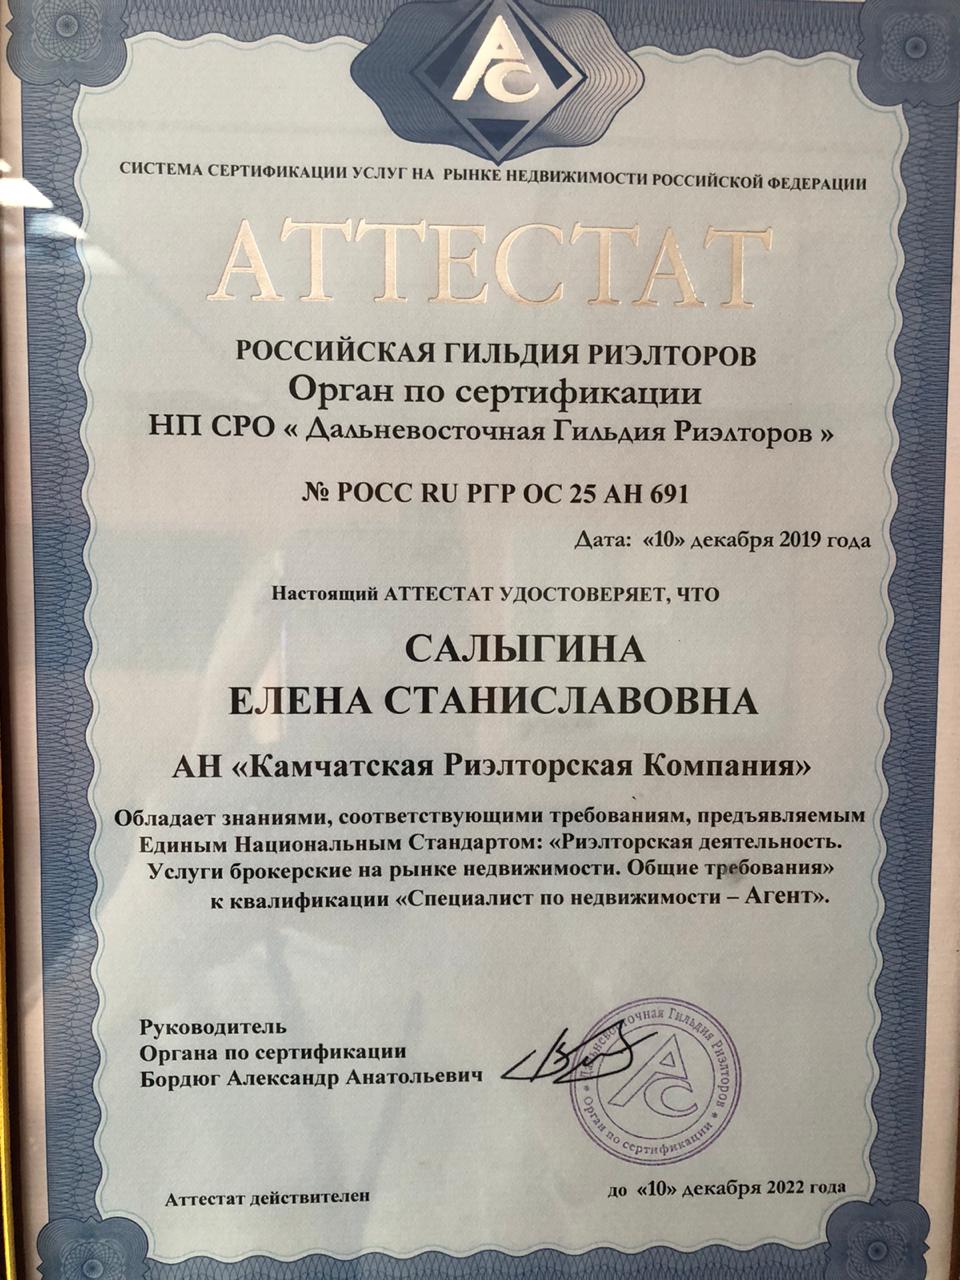 АС
СИСТЕМА СЕРТИФИКАЦИИ УСЛУГ НА РЫНКЕ НЕДВИЖИМОСТИ РОССИЙСКОЙ ФЕДЕРАЦИИ
АТТЕСТАТ
РОССИЙСКАЯ ГИЛЬДИЯ РИЭЛТОРОВ
Орган по сертификации
НП СРО « Дальневосточная Гильдия Риэлторов »
№ РОСС RU РГР ОС 25 АН 691
Дата: «10» декабря 2019 года
Настоящий АТТЕСТАТ УДОСТОВЕРЯЕТ, ЧТО
САЛЫГИНА
ЕЛЕНА СТАНИСЛАВОВНА
АН «Камчатская Риэлторская Компания»
Обладает знаниями, соответствующими требованиям, предъявляемым
Единым Национальным Стандартом: «Риэлторская деятельность.
Услуги брокерские на рынке недвижимости. Общие требования»
к квалификации «Специалист по недвижимости – Агент».
Руководитель
Органа по сертификации
Бордюг Александр Анатольевич
Дальневосточная Гильдия Риэлторов
Орган по сертификации
АС
Аттестат действителен
до «10» декабря 2022 года